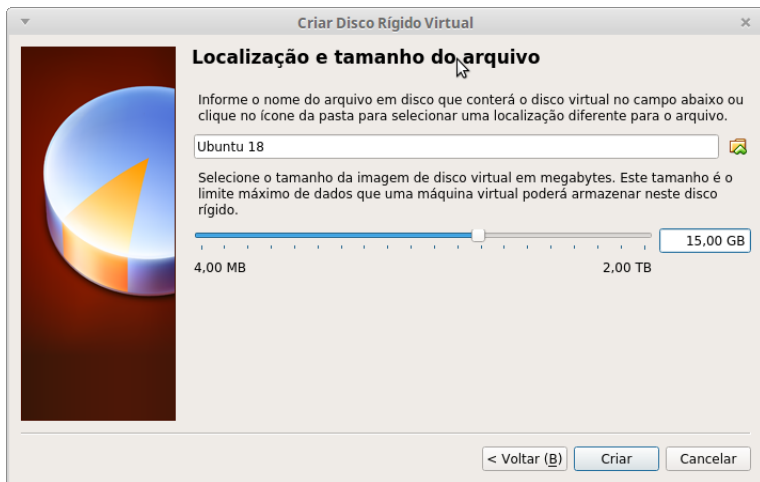 Criar Disco Rígido Virtual
Localização e tamanho do arquivo
Informe o nome do arquivo em disco que conterá o disco virtual no campo abaixo ou
clique no ícone da pasta para selecionar uma localização diferente para o arquivo.
Ubuntu 18
Selecione o tamanho da imagem de disco virtual em megabytes. Este tamanho é o
limite máximo de dados que uma máquina virtual poderá armazenar neste disco
rígido.
15,00 GB
4,00 MB
2,00 TB
< Voltar (B)
Criar
Cancelar